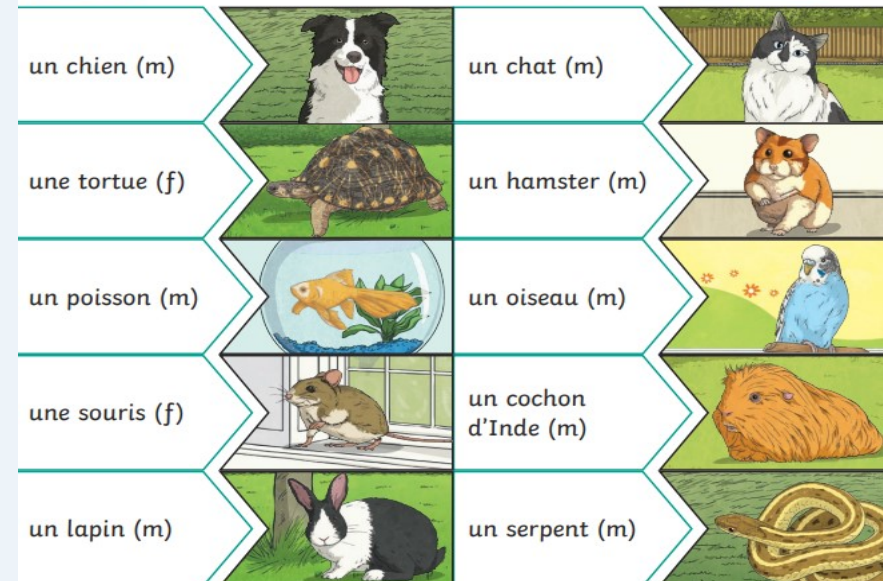 un chien (m)
un chat (m)
une tortue (f)
un hamster (m)
un poisson (m)
un oiseau (m)
une souris (f)
un cochon
d'Inde (m)
un lapin (m)
un serpent (m)